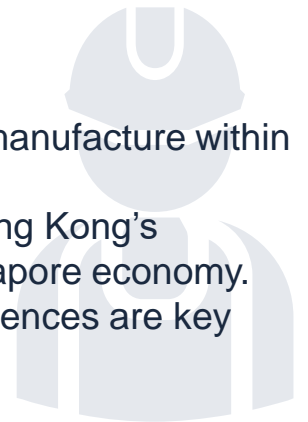 manufacture within
ng Kong’s
apore economy.
ences are key